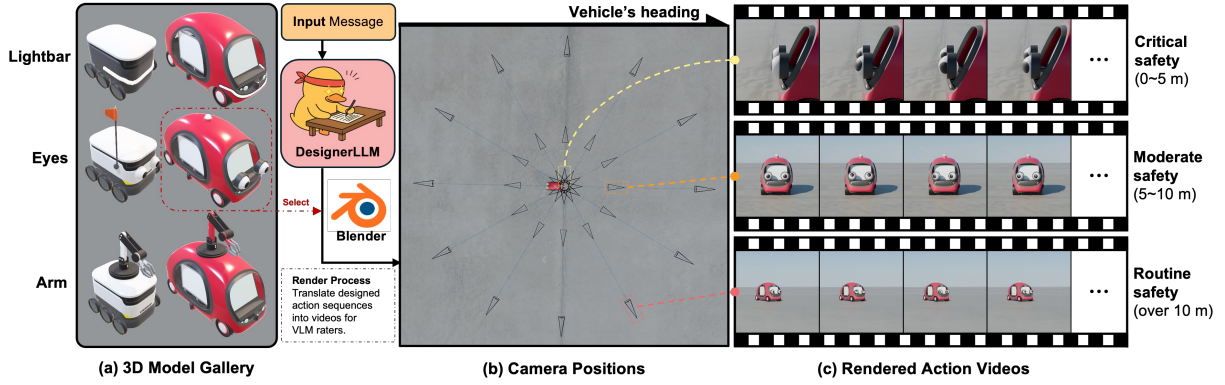 Lightbar
Eyes
Arm
(a) 3D Model Gallery
Input Message
DesignerLLM
Select
Blender
Render Process
Translate designed
action sequences
into videos for
VLM raters.
Vehicle's heading
(b) Camera Positions
Critical
safety
(0~5 m)
Moderate
safety
(5~10 m)
Routine
safety
(over 10 m)
(c) Rendered Action Videos